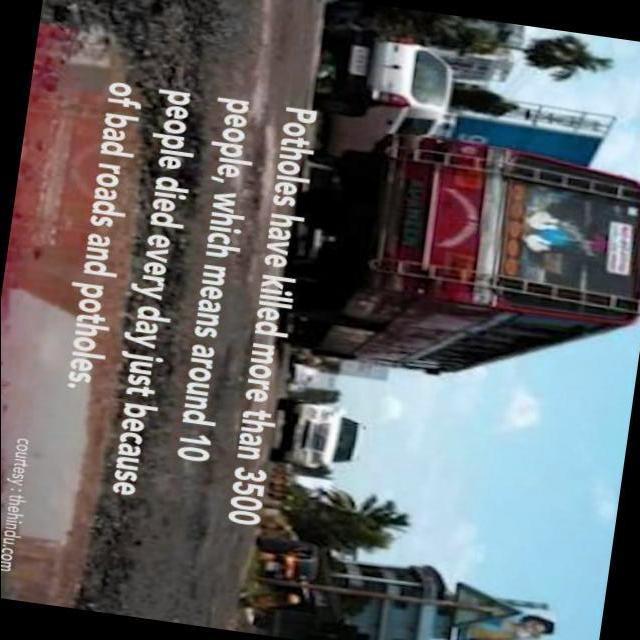 Potholes have killed more than 3500
people, which means around 10
people died every day just because
of bad roads and potholes.
courtesy : thehindu.com